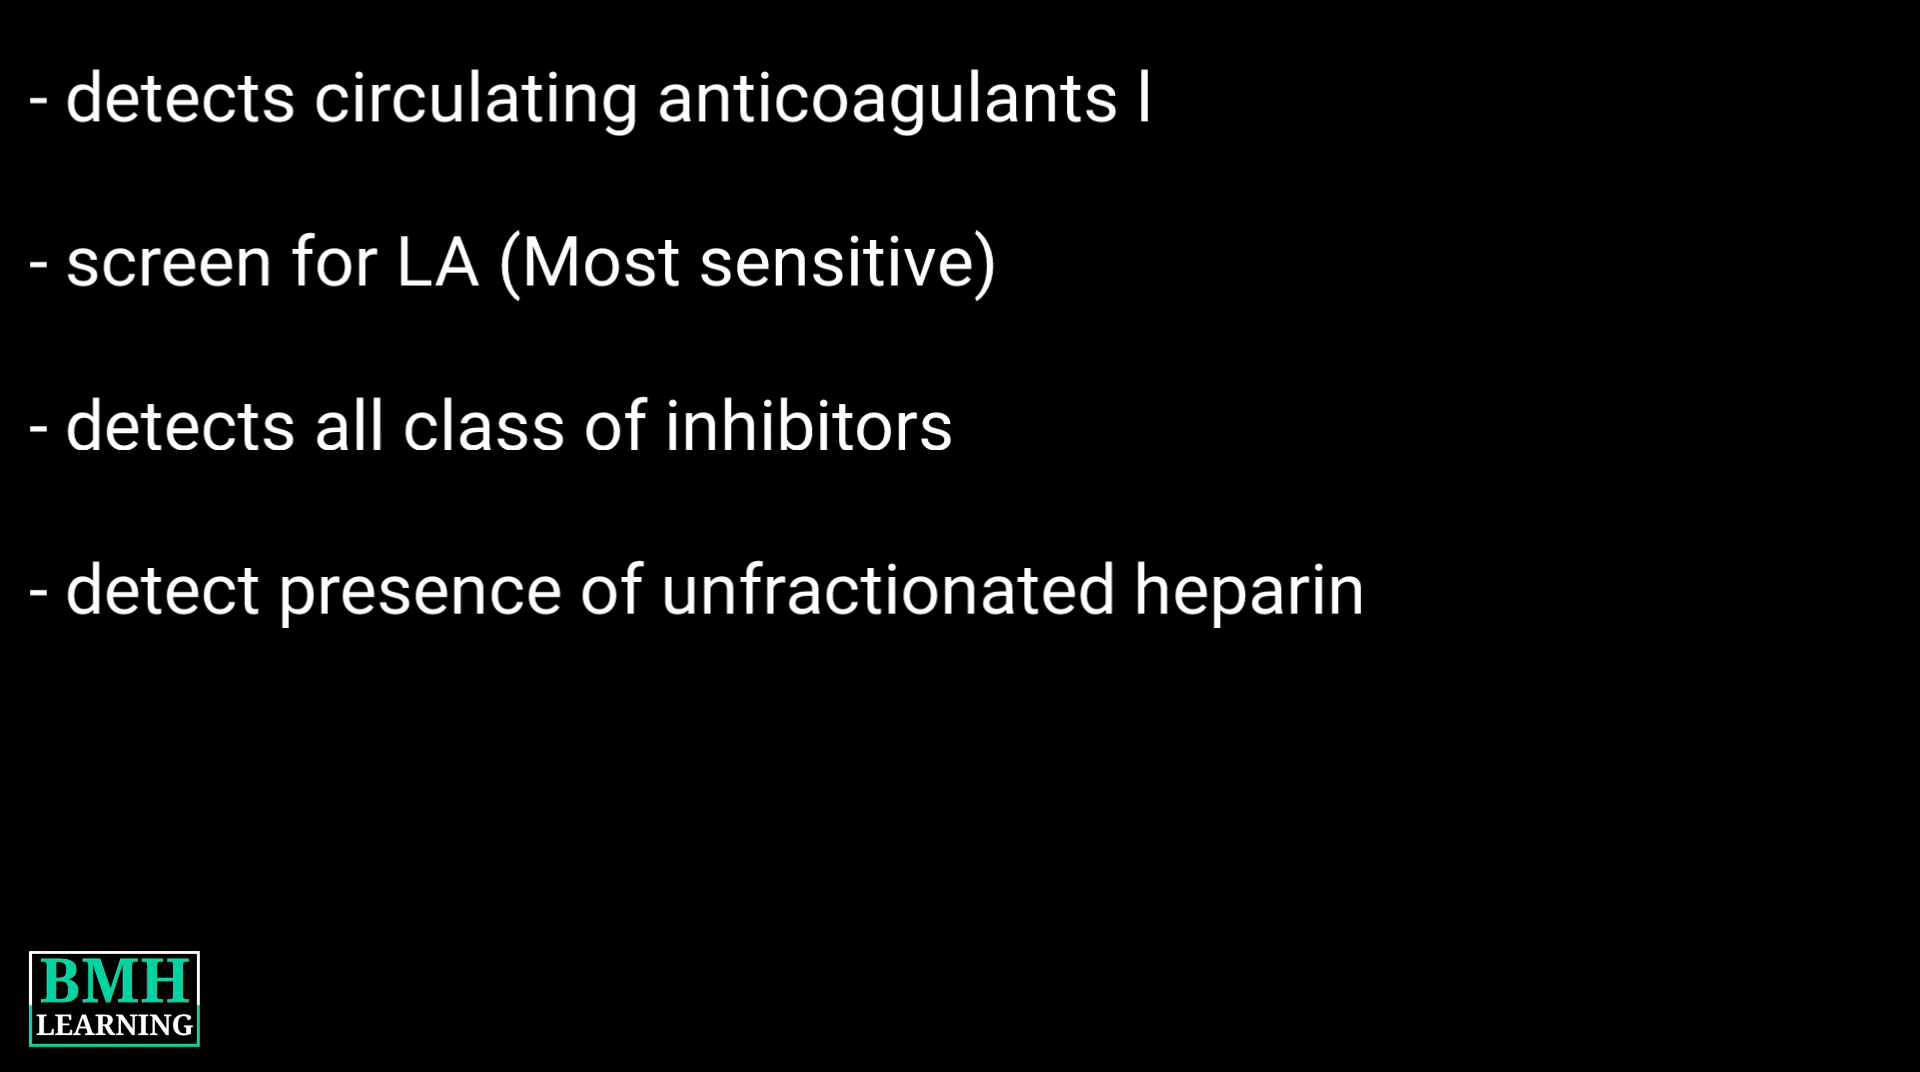 - detects circulating anticoagulants l
- screen for LA (Most sensitive)
- detects all class of inhibitors
- detect presence of unfractionated heparin
BMH
LEARNING